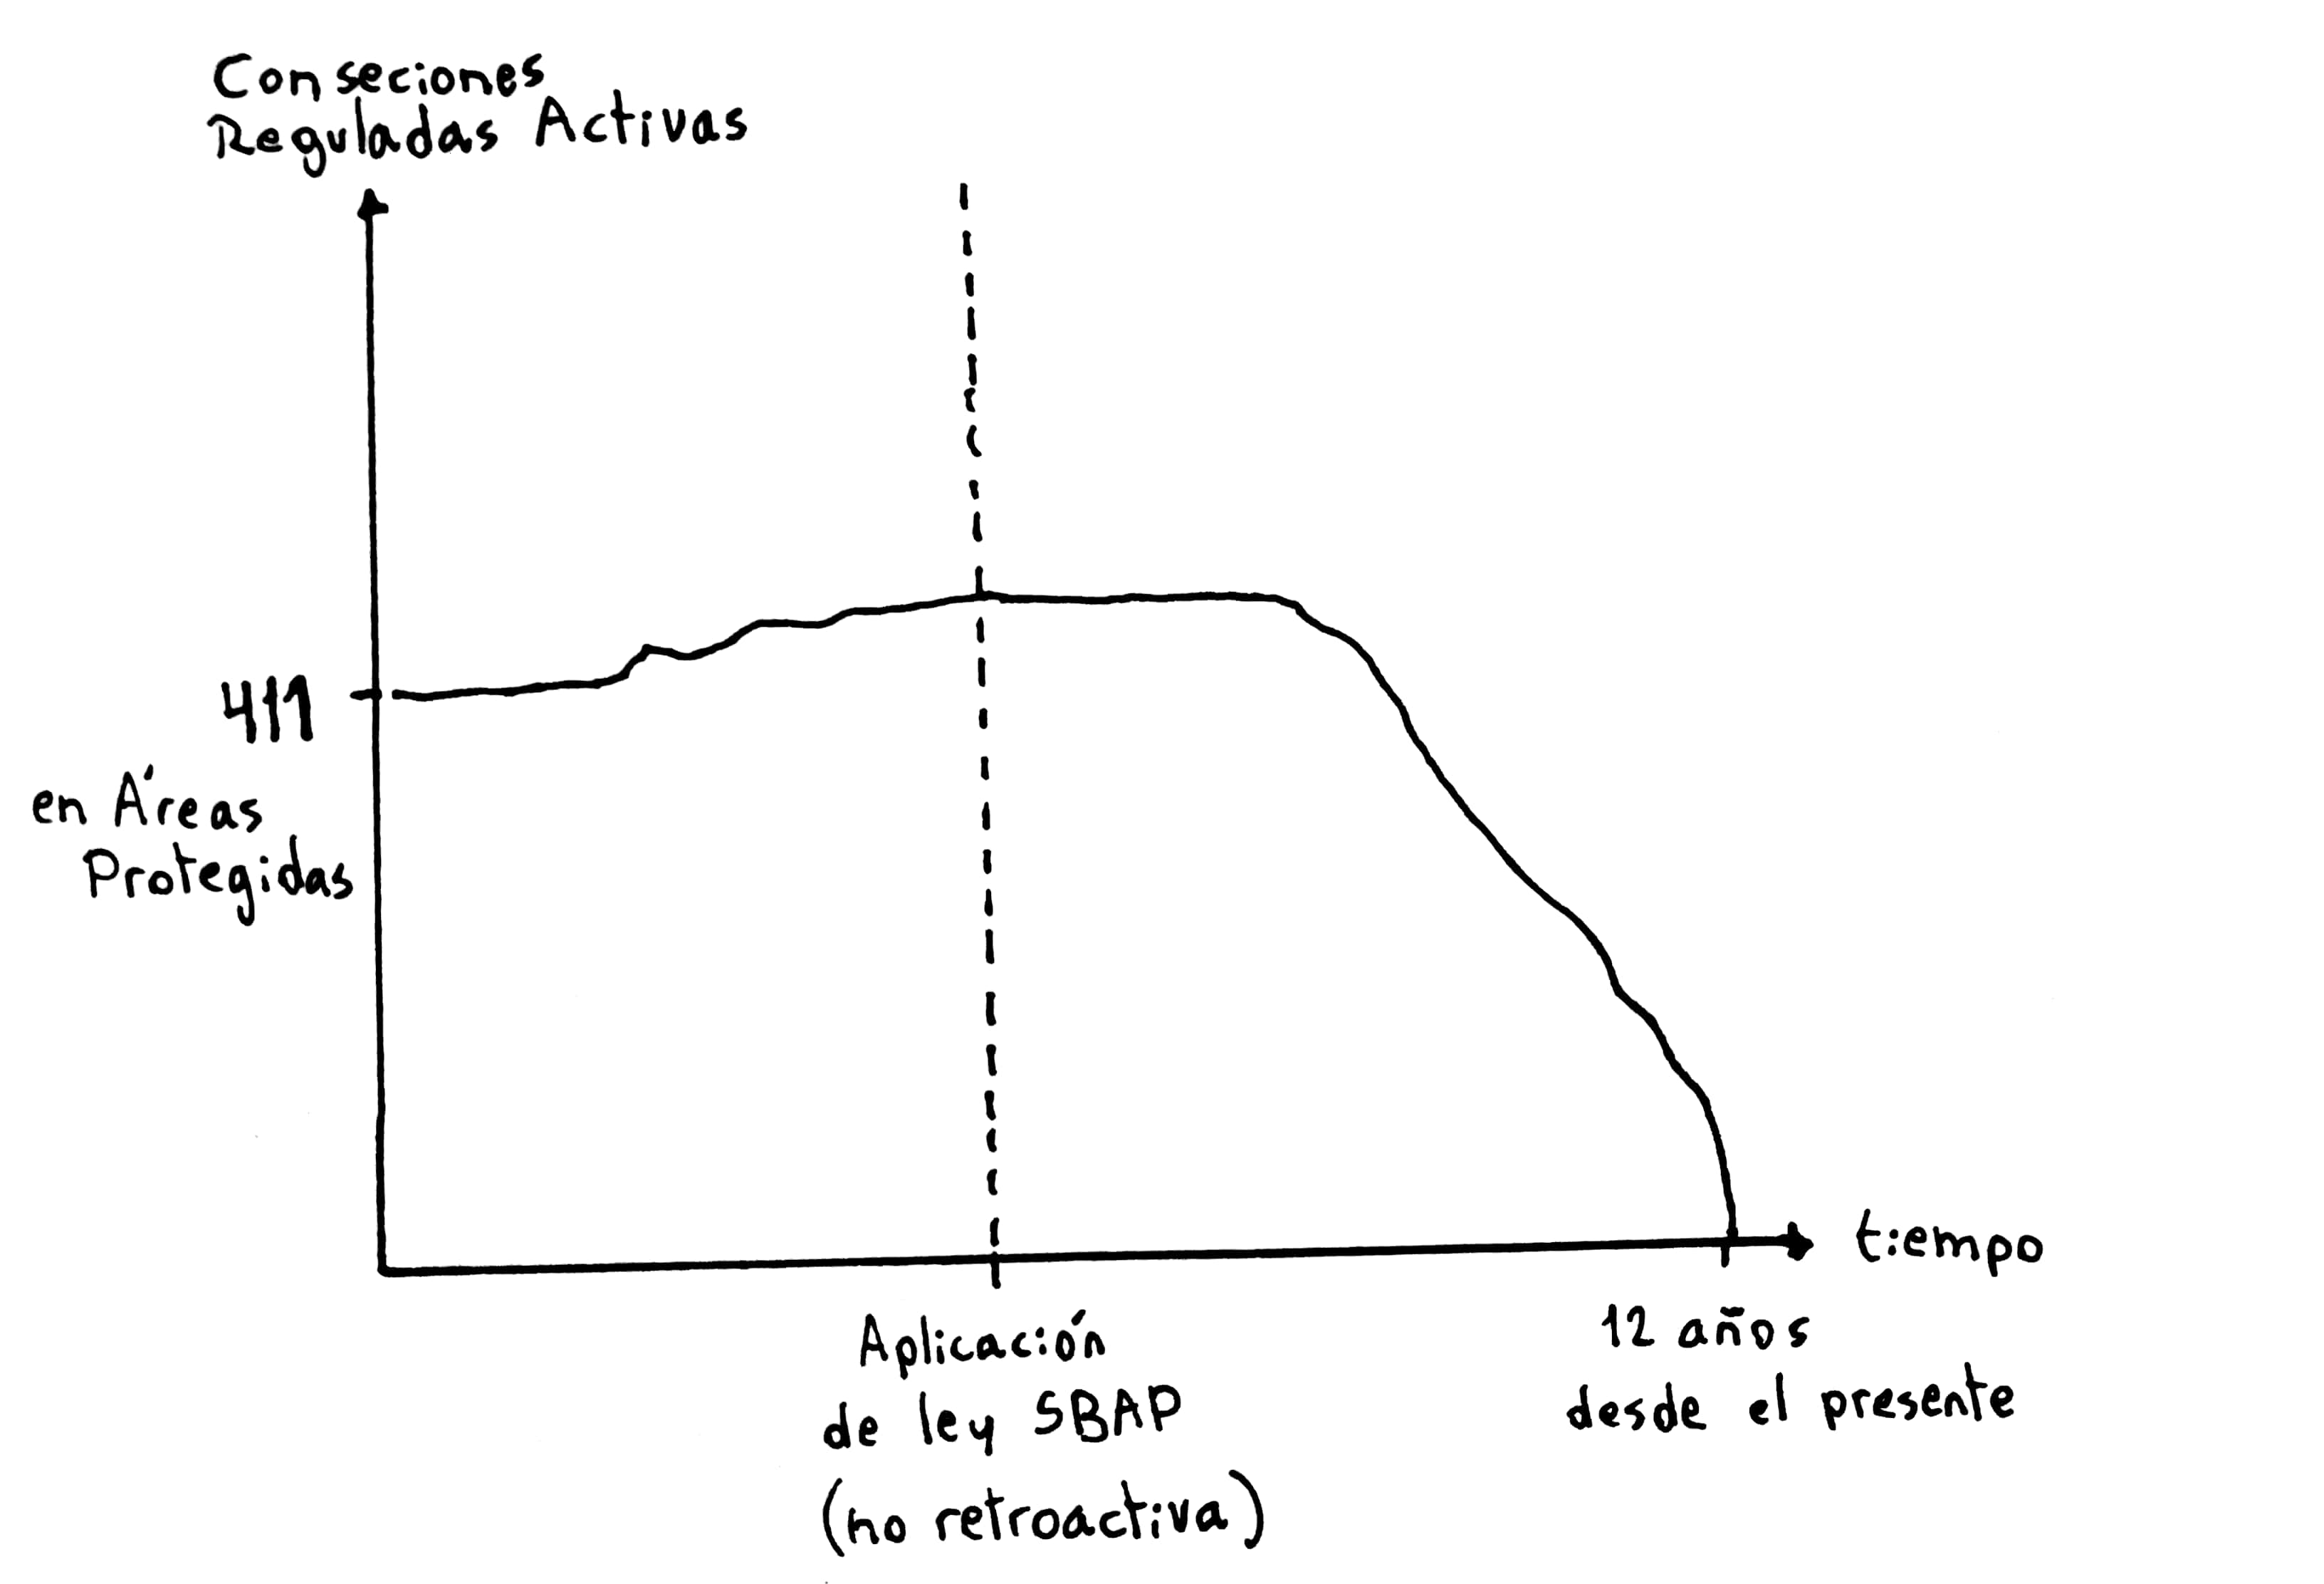 Conseciones
Reguladas Activas
411
en Áreas
Protegidas
tiempo
Aplicación
de ley SBAP
(no retroactiva)
12 años
desde el presente